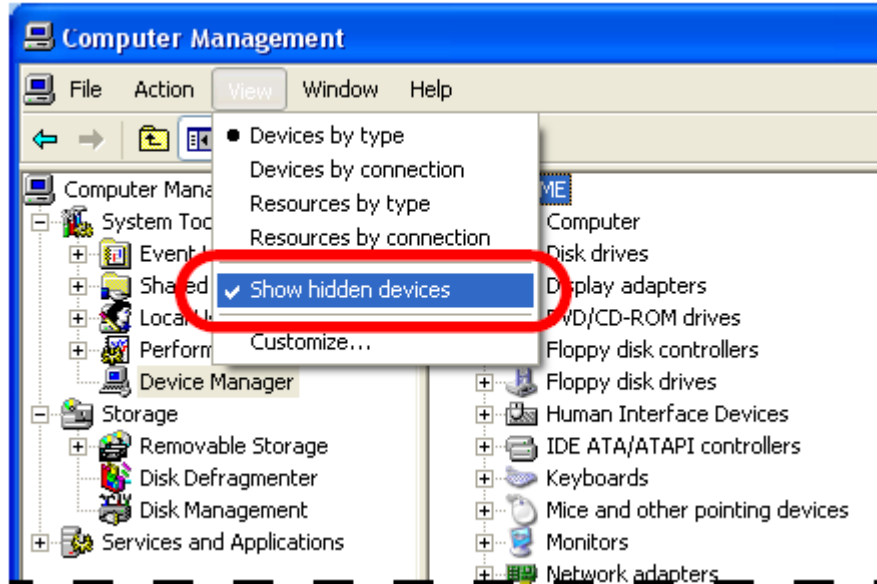 Computer Management
File Action View Window Help
Devices by type
Devices by connection
Resources by type
Resources by connection
Show hidden devices
Customize...
Computer Mana
System Too
Event
Shared
Local
Perform
Device Manager
Storage
Removable Storage
Disk Defragmenter
Disk Management
Services and Applications
ME
Computer
Disk drives
Display adapters
DVD/CD-ROM drives
Floppy disk controllers
Floppy disk drives
Human Interface Devices
IDE ATA/ATAPI controllers
Keyboards
Mice and other pointing devices
Monitors
Network adapters